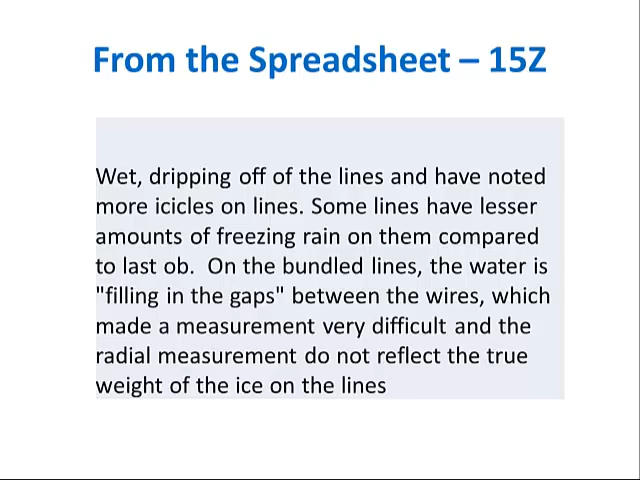 From the Spreadsheet – 15Z
Wet, dripping off of the lines and have noted
more icicles on lines. Some lines have lesser
amounts of freezing rain on them compared
to last ob.  On the bundled lines, the water is
"filling in the gaps" between the wires, which
made a measurement very difficult and the
radial measurement do not reflect the true
weight of the ice on the lines